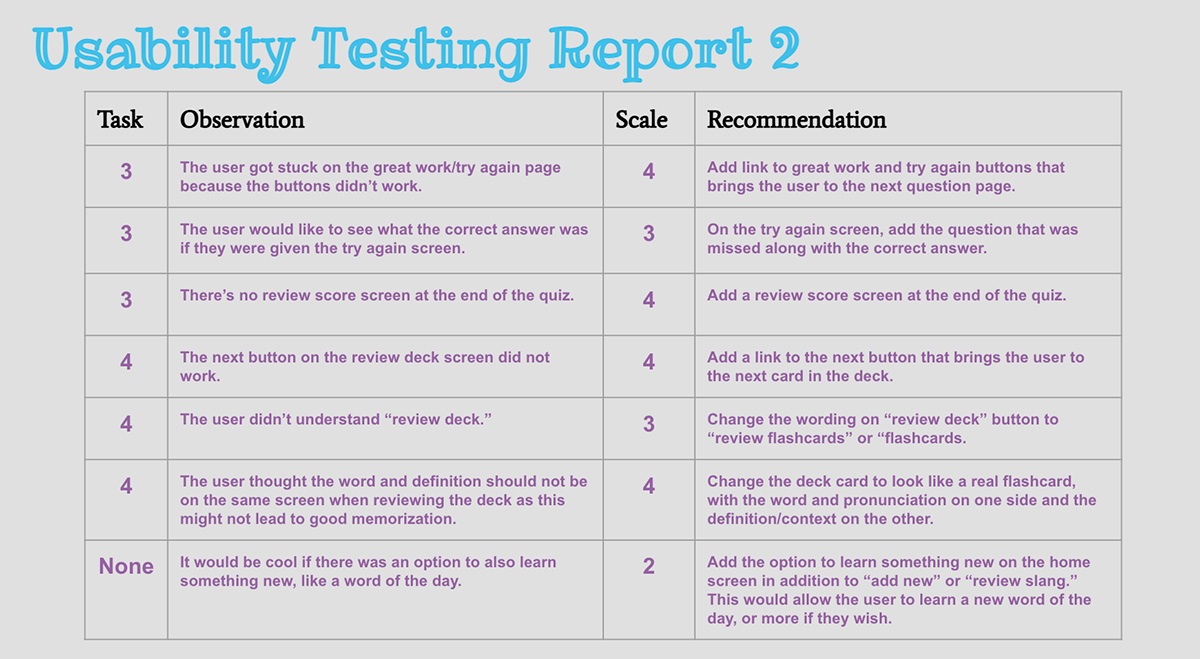 Usability Testing Report 2
Task Observation Scale Recommendation
3
The user got stuck on the great work/try again page
because the buttons didn’t work.
4
Add link to great work and try again buttons that
brings the user to the next question page.
3
The user would like to see what the correct answer was
if they were given the try again screen.
3
On the try again screen, add the question that was
missed along with the correct answer.
3
There’s no review score screen at the end of the quiz.
4
Add a review score screen at the end of the quiz.
4
The next button on the review deck screen did not
work.
4
Add a link to the next button that brings the user to
the next card in the deck.
4
The user didn’t understand “review deck.”
3
Change the wording on “review deck” button to
“review flashcards” or “flashcards.
4
The user thought the word and definition should not be
on the same screen when reviewing the deck as this
might not lead to good memorization.
4
Change the deck card to look like a real flashcard,
with the word and pronunciation on one side and the
definition/context on the other.
None
It would be cool if there was an option to also learn
something new, like a word of the day.
2
Add the option to learn something new on the home
screen in addition to “add new” or “review slang.”
This would allow the user to learn a new word of the
day, or more if they wish.